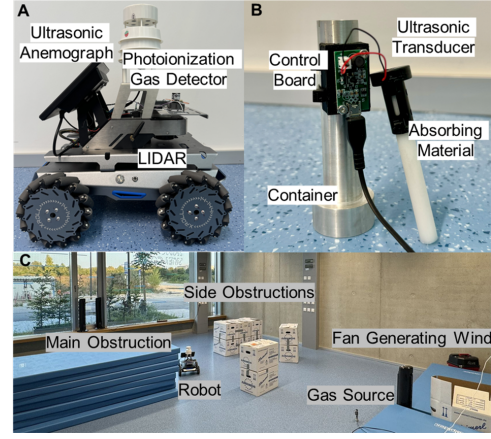 A
Ultrasonic
Anemograph
Photoionization
Gas Detector
LIDAR
B
Ultrasonic
Transducer
Control
Board
Absorbing
Material
Container
C
Side Obstructions
Main Obstruction
Fan Generating Wind
Robot
Gas Source